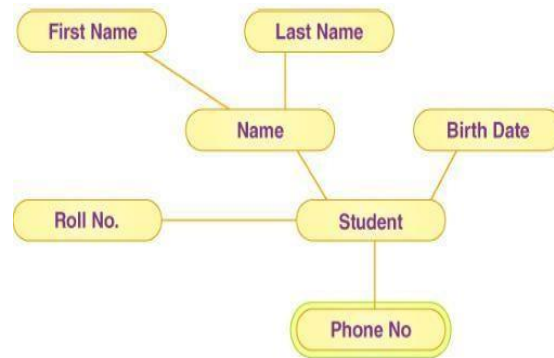 First Name
Last Name
Name
Birth Date
Roll No.
Student
Phone No